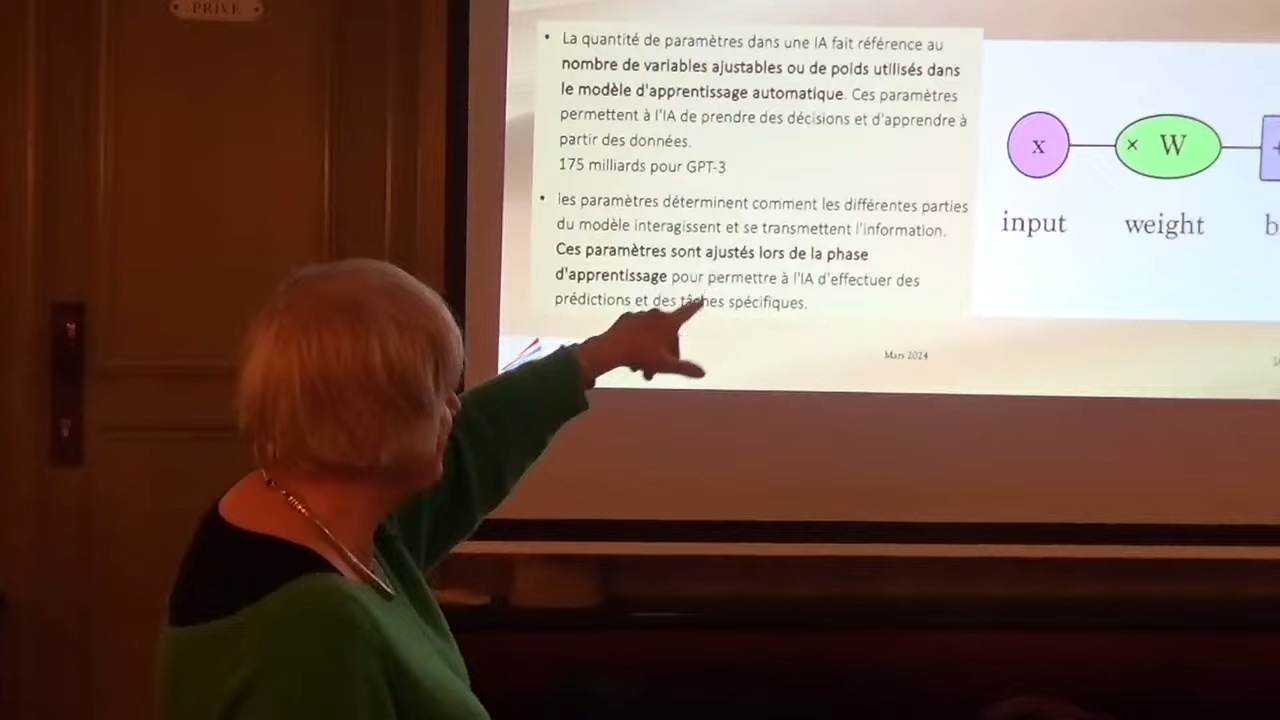 PRIVÉ
• La quantité de paramètres dans une IA fait référence au
nombre de variables ajustables ou de poids utilisés dans
le modèle d'apprentissage automatique. Ces paramètres
permettent à l'IA de prendre des décisions et d'apprendre à
partir des données.
175 milliards pour GPT-3
• les paramètres déterminent comment les différentes parties
du modèle interagissent et se transmettent l'information.
Ces paramètres sont ajustés lors de la phase
d'apprentissage pour permettre à l'IA d'effectuer des
prédictions et des tâches spécifiques.
x
× W
input
weight
b
Mars 2024